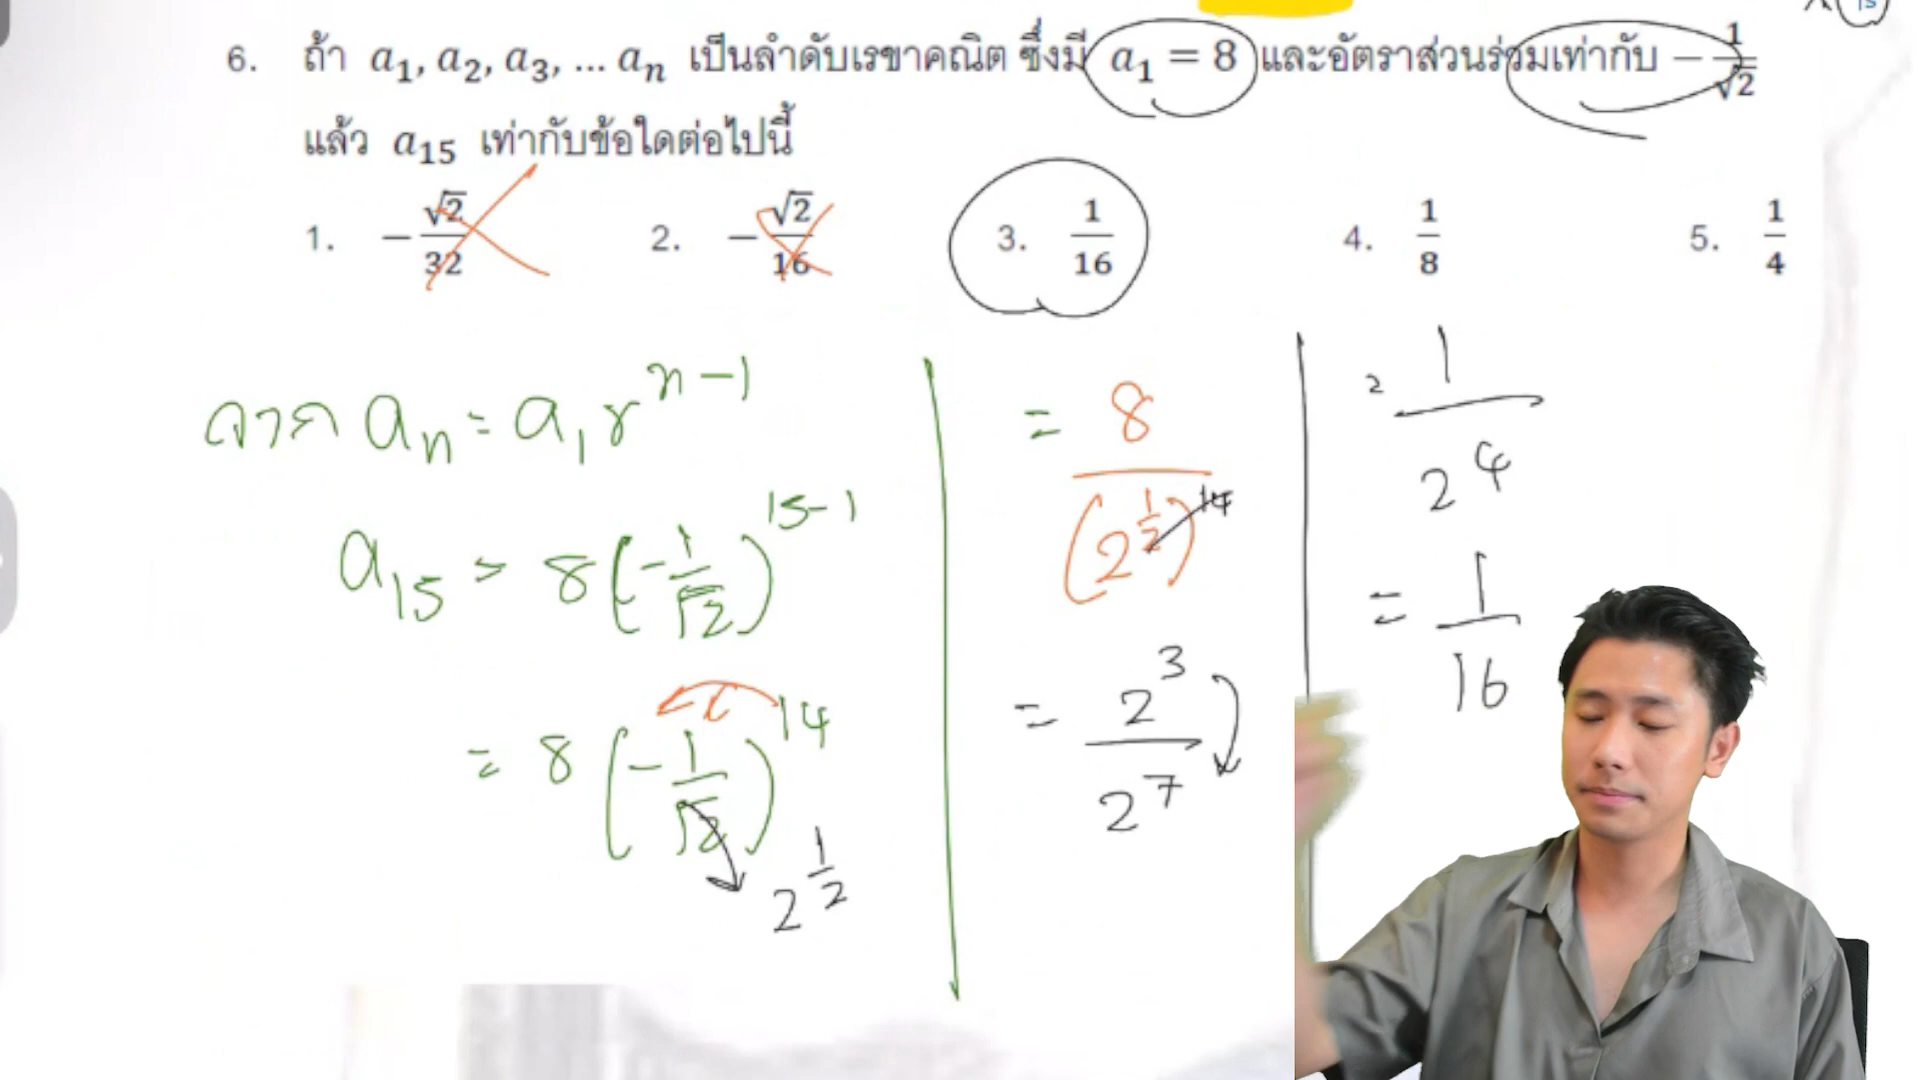 15
6. ถ้า a₁, a₂, a₃, ... aₙ เป็นลำดับเรขาคณิต ซึ่งมี a₁ = 8 และอัตราส่วนร่วมเท่ากับ −1/√2
แล้ว a₁₅ เท่ากับข้อใดต่อไปนี้
1. −√2/32 2. −√2/16 3. 1/16 4. 1/8 5. 1/4
จาก aₙ = a₁rⁿ⁻¹
a₁₅ = 8(−1/√2)¹⁵⁻¹
= 8(−1/√2)¹⁴
2^(1/2)
= 8/(2^(1/2))¹⁴
= 2³/2⁷
= 1/2⁴
= 1/16